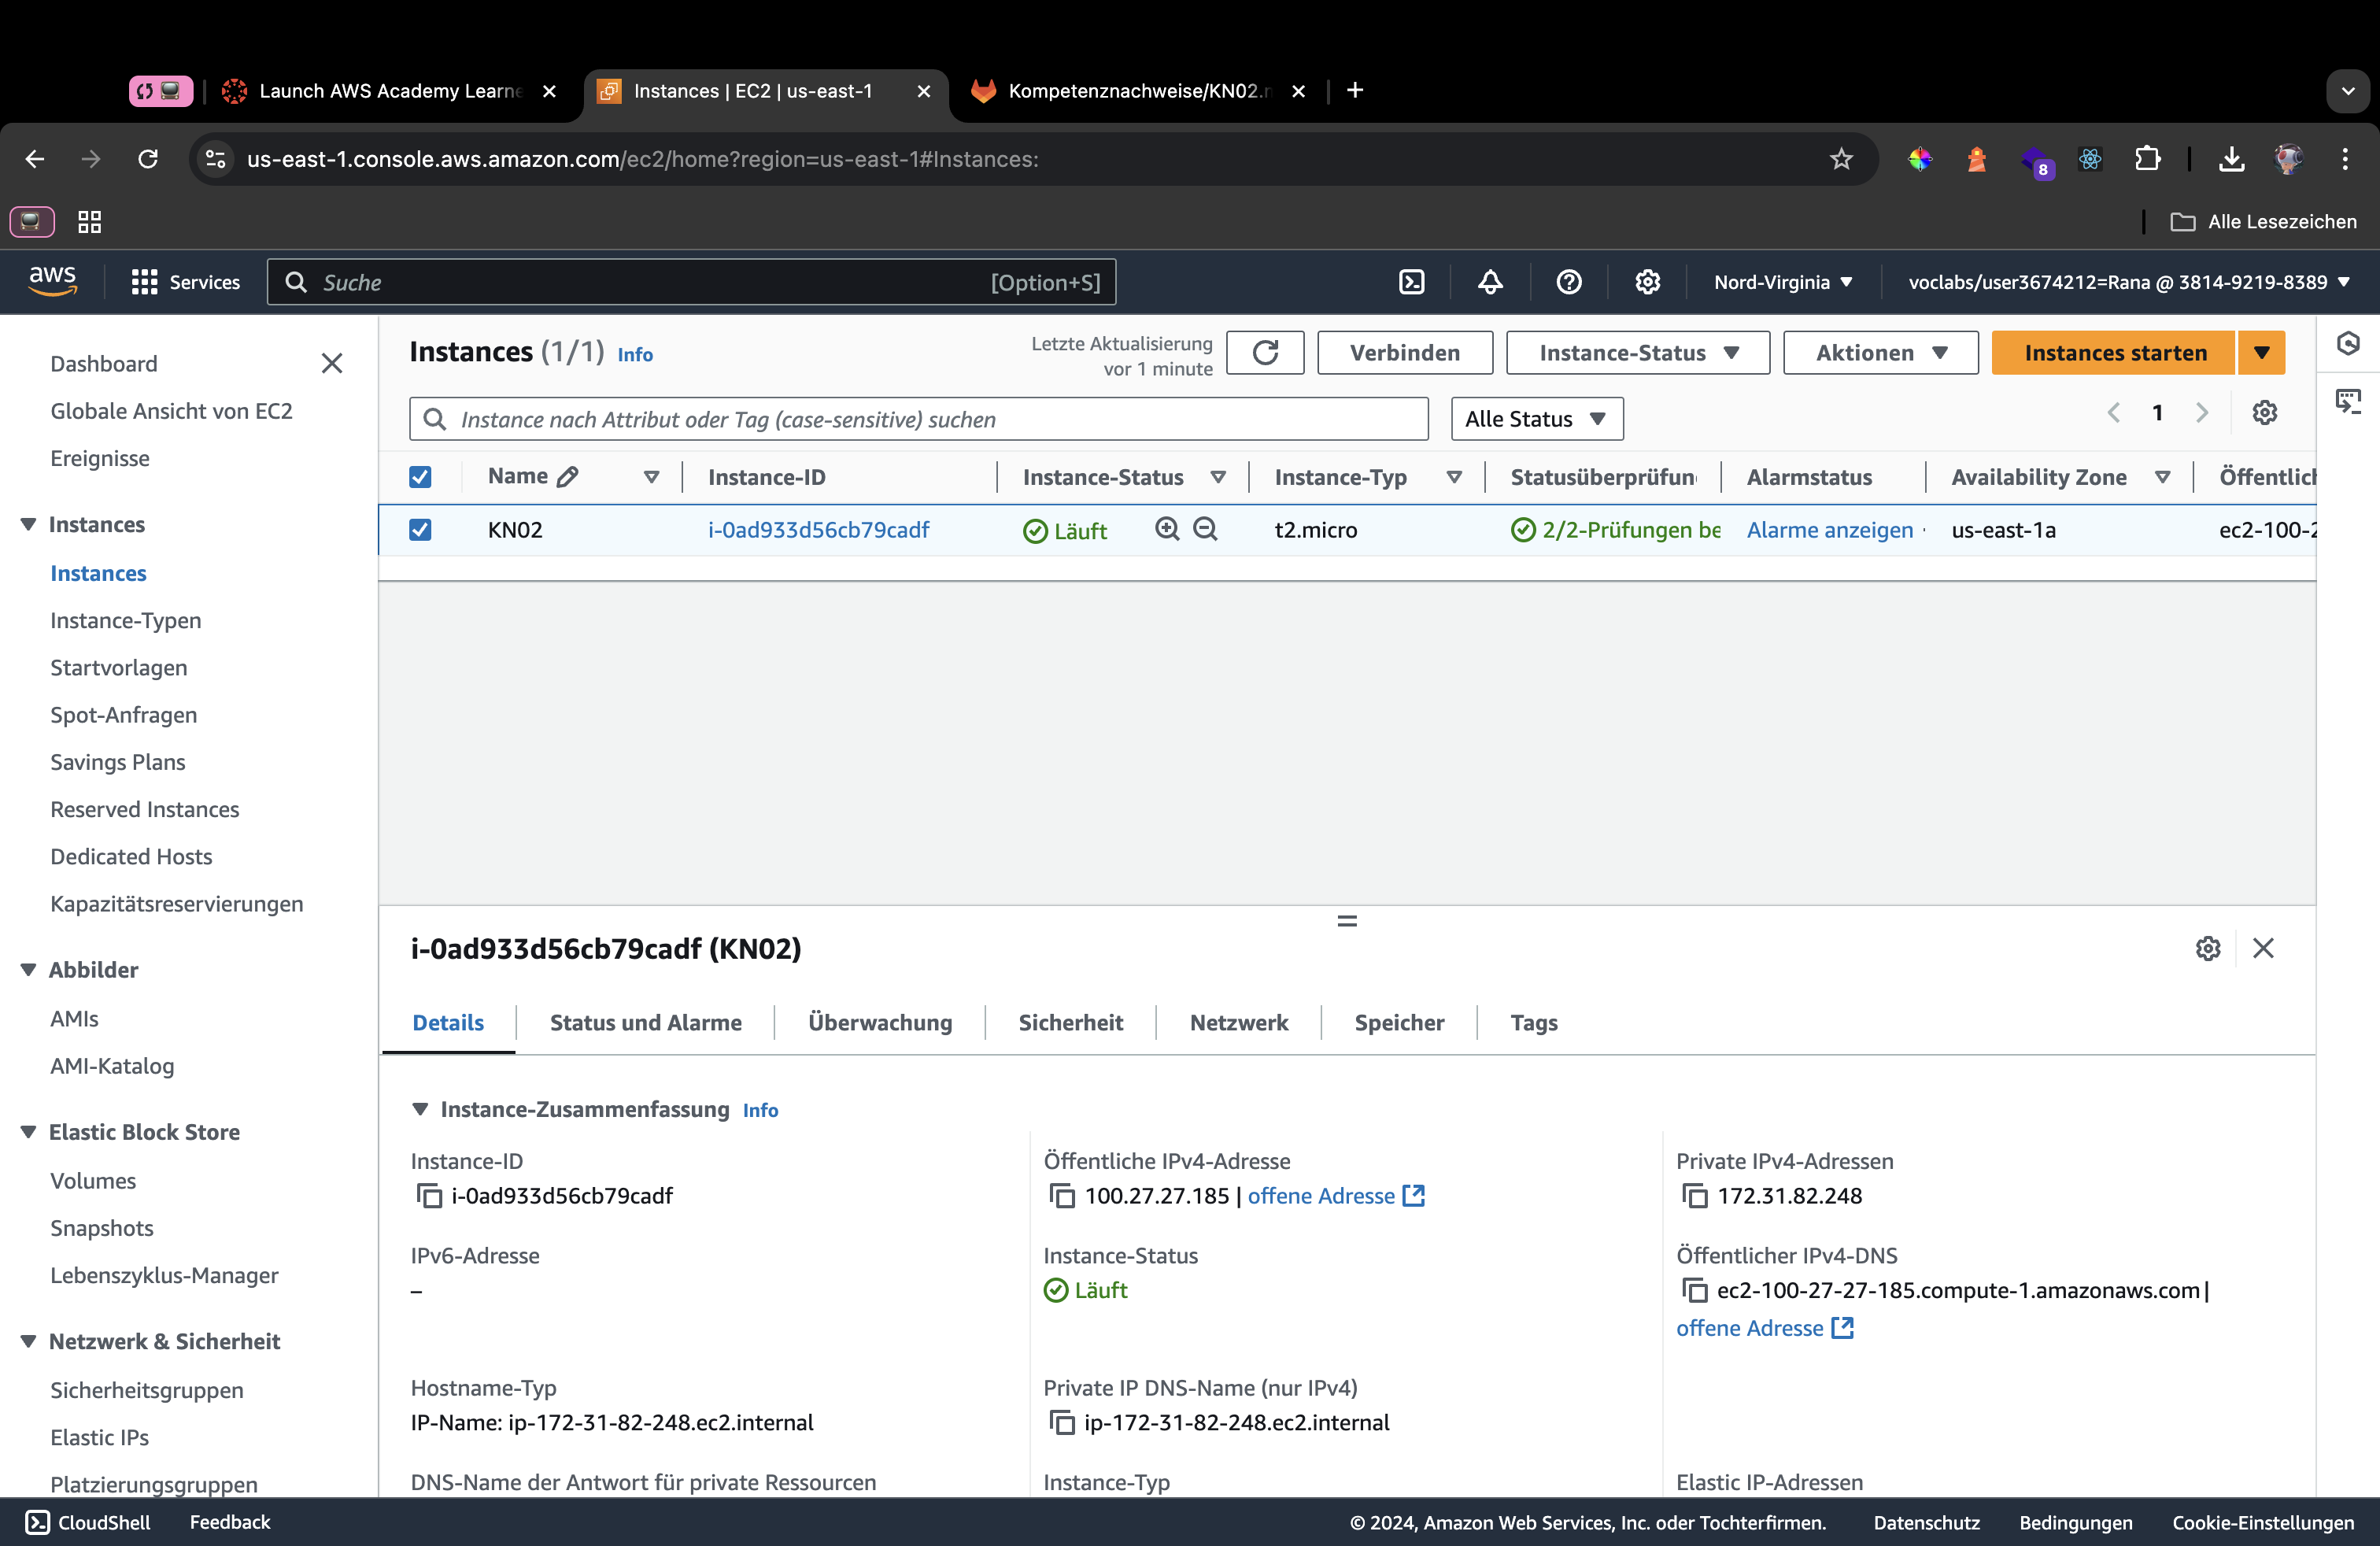 Launch AWS Academy Learne
Instances | EC2 | us-east-1
Kompetenznachweise/KN02.m
us-east-1.console.aws.amazon.com/ec2/home?region=us-east-1#Instances:
8
Alle Lesezeichen
aws
Services
Suche
[Option+S]
Nord-Virginia
voclabs/user3674212=Rana @ 3814-9219-8389
Dashboard
Globale Ansicht von EC2
Ereignisse
Instances
Instances
Instance-Typen
Startvorlagen
Spot-Anfragen
Savings Plans
Reserved Instances
Dedicated Hosts
Kapazitätsreservierungen
Abbilder
AMIs
AMI-Katalog
Elastic Block Store
Volumes
Snapshots
Lebenszyklus-Manager
Netzwerk & Sicherheit
Sicherheitsgruppen
Elastic IPs
Platzierungsgruppen
Instances (1/1) Info
Letzte Aktualisierung
vor 1 minute
Verbinden
Instance-Status
Aktionen
Instances starten
Instance nach Attribut oder Tag (case-sensitive) suchen
Alle Status
1
Name
Instance-ID
Instance-Status
Instance-Typ
Statusüberprüfun
Alarmstatus
Availability Zone
Öffentlich
KN02
i-0ad933d56cb79cadf
Läuft
t2.micro
2/2-Prüfungen be
Alarme anzeigen
us-east-1a
ec2-100-2
i-0ad933d56cb79cadf (KN02)
Details
Status und Alarme
Überwachung
Sicherheit
Netzwerk
Speicher
Tags
Instance-Zusammenfassung Info
Instance-ID
i-0ad933d56cb79cadf
Öffentliche IPv4-Adresse
100.27.27.185 | offene Adresse
Private IPv4-Adressen
172.31.82.248
IPv6-Adresse
–
Instance-Status
Läuft
Öffentlicher IPv4-DNS
ec2-100-27-27-185.compute-1.amazonaws.com |
offene Adresse
Hostname-Typ
IP-Name: ip-172-31-82-248.ec2.internal
Private IP DNS-Name (nur IPv4)
ip-172-31-82-248.ec2.internal
DNS-Name der Antwort für private Ressourcen
Instance-Typ
Elastic IP-Adressen
CloudShell
Feedback
© 2024, Amazon Web Services, Inc. oder Tochterfirmen.
Datenschutz
Bedingungen
Cookie-Einstellungen